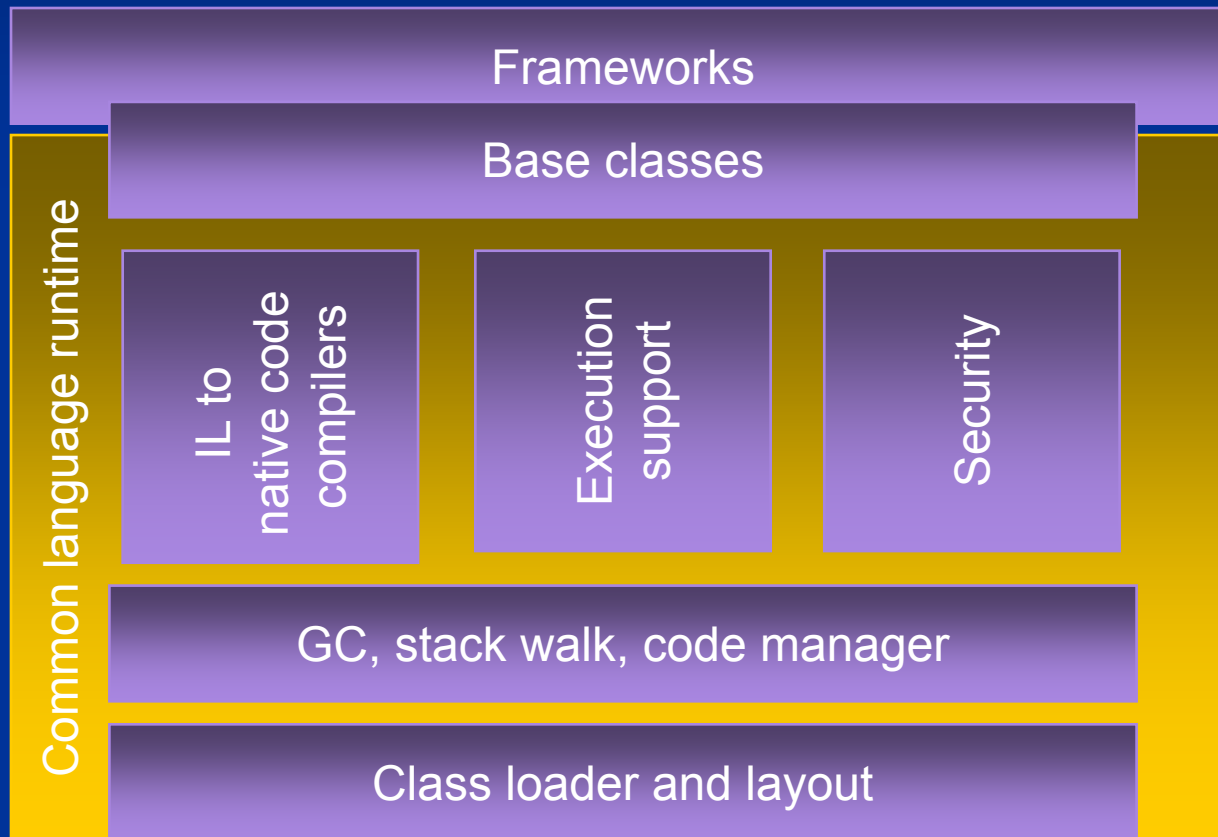 Frameworks
Base classes
Common language runtime
IL to
native code
compilers
Execution
support
Security
GC, stack walk, code manager
Class loader and layout